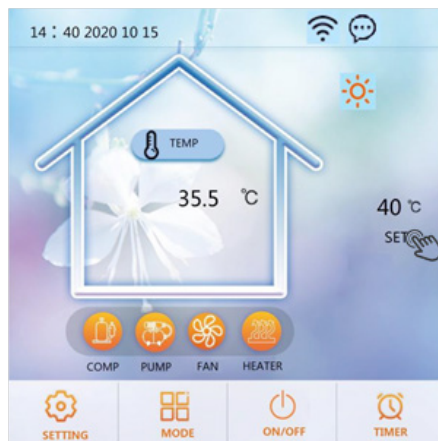 14：40 2020 10 15
TEMP
35.5 ℃
40 ℃
SET
COMP PUMP FAN HEATER
SETTING MODE ON/OFF TIMER